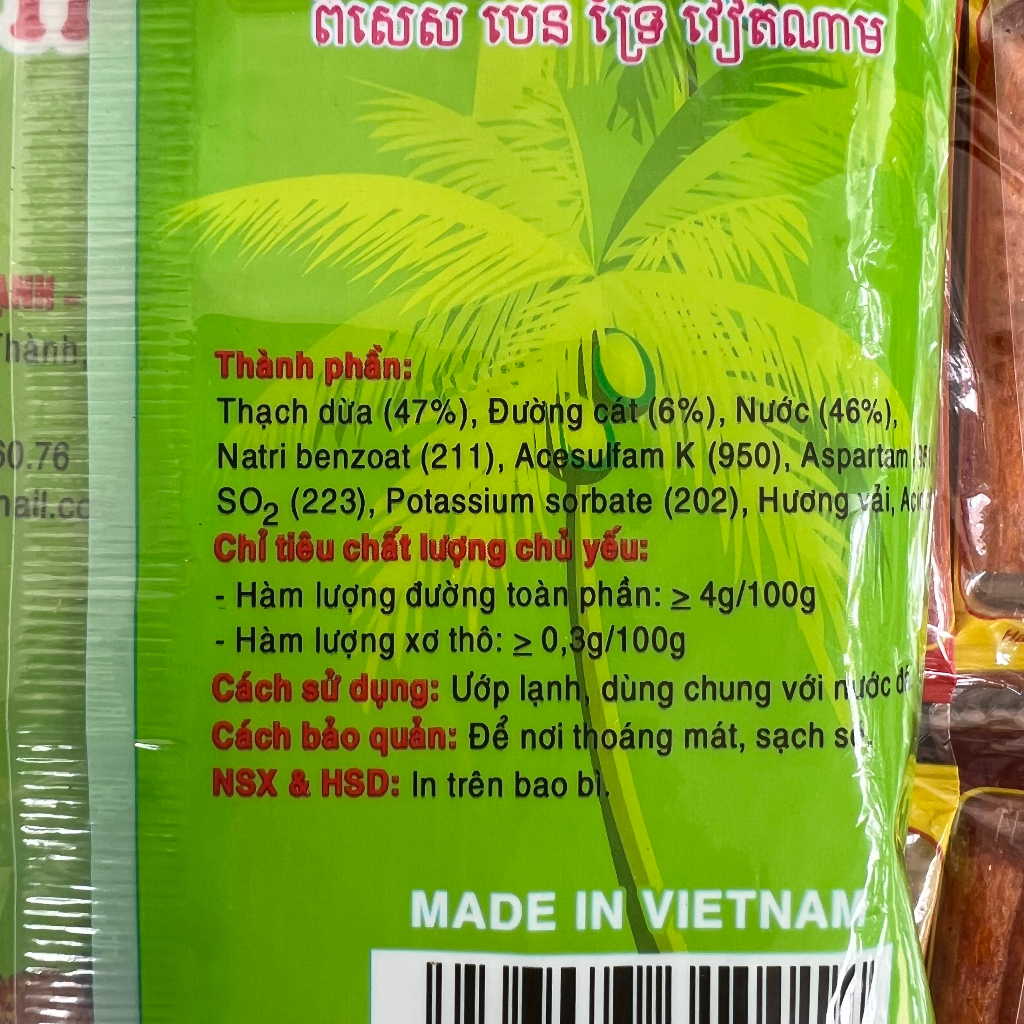 ពិសេស បេន ទ្រៃ វៀតណាម
ẠNH –
Thành,
60.76
mail.co
Thành phần:
Thạch dừa (47%), Đường cát (6%), Nước (46%),
Natri benzoat (211), Acesulfam K (950), Aspartam
SO2 (223), Potassium sorbate (202), Hương vải,
Chỉ tiêu chất lượng chủ yếu:
- Hàm lượng đường toàn phần: ≥ 4g/100g
- Hàm lượng xơ thô: ≥ 0,3g/100g
Cách sử dụng: Ướp lạnh, dùng chung với nước
Cách bảo quản: Để nơi thoáng mát, sạch sẽ.
NSX & HSD: In trên bao bì.
MADE IN VIETNAM